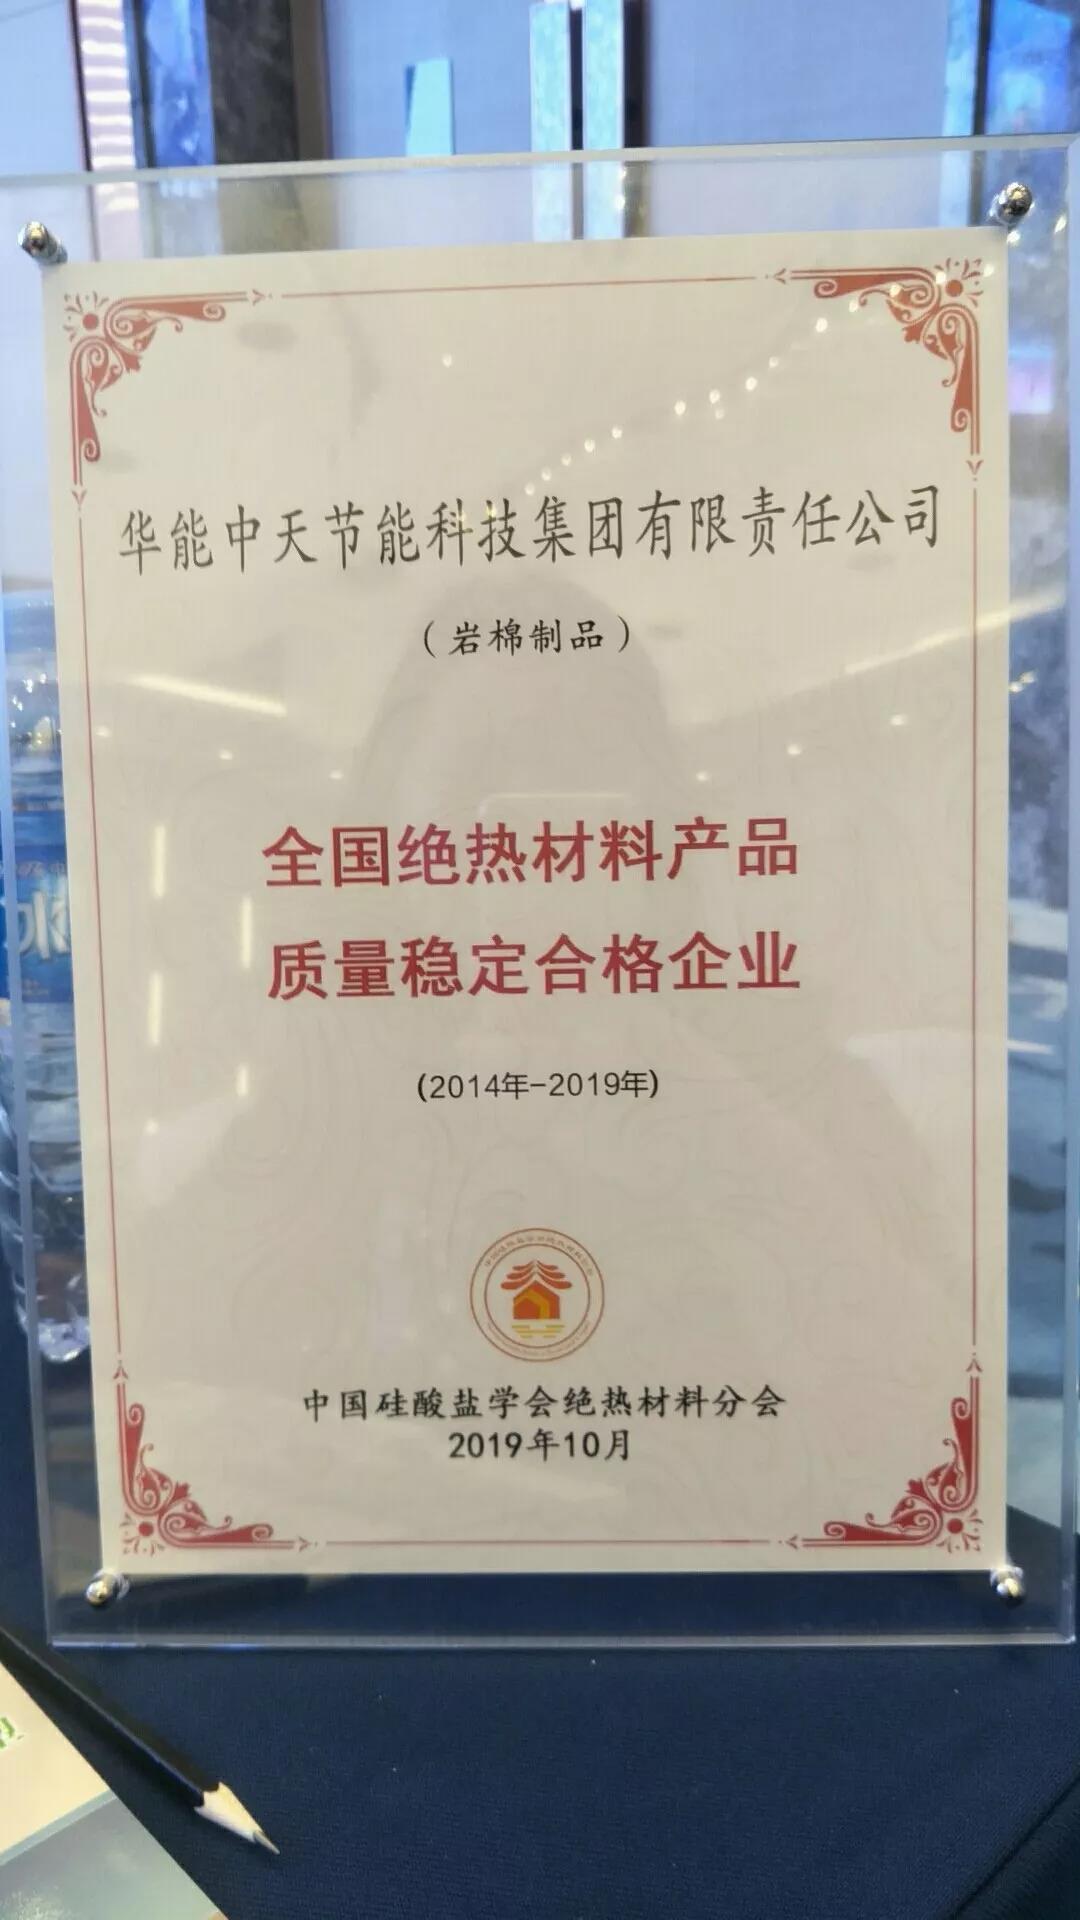 华能中天节能科技集团有限责任公司
（岩棉制品）
全国绝热材料产品
质量稳定合格企业
(2014年-2019年)
中国硅酸盐学会绝热材料分会
2019年10月